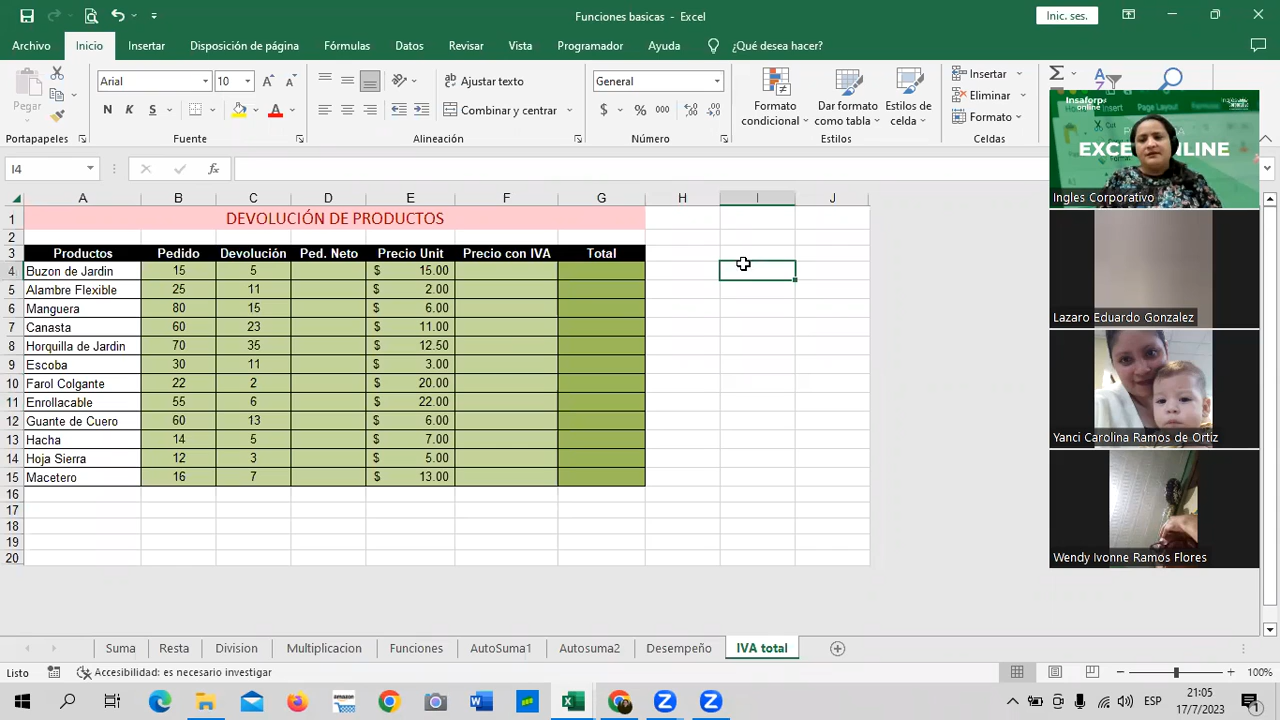 Funciones basicas - Excel
Inic. ses.
Archivo Inicio Insertar Disposición de página Fórmulas Datos Revisar Vista Programador Ayuda ¿Qué desea hacer?
Pegar
Portapapeles
Arial 10
N K S
Fuente
Ajustar texto
Combinar y centrar
Alineación
General
$ % 000
Número
Formato condicional
Dar formato como tabla
Estilos de celda
Estilos
Insertar
Eliminar
Formato
Celdas
I4
fx
A B C D E F G H I J
1 DEVOLUCIÓN DE PRODUCTOS
2
3 Productos Pedido Devolución Ped. Neto Precio Unit Precio con IVA Total
4 Buzon de Jardin 15 5 $ 15.00
5 Alambre Flexible 25 11 $ 2.00
6 Manguera 80 15 $ 6.00
7 Canasta 60 23 $ 11.00
8 Horquilla de Jardin 70 35 $ 12.50
9 Escoba 30 11 $ 3.00
10 Farol Colgante 22 2 $ 20.00
11 Enrollacable 55 6 $ 22.00
12 Guante de Cuero 60 13 $ 6.00
13 Hacha 14 5 $ 7.00
14 Hoja Sierra 12 3 $ 5.00
15 Macetero 16 7 $ 13.00
16
17
18
19
20
Insaforp online
Page Layout
Insert
Cut
EXCEL ONLINE
Ingles Corporativo
Lazaro Eduardo Gonzalez
Yanci Carolina Ramos de Ortiz
Wendy Ivonne Ramos Flores
Suma Resta Division Multiplicacion Funciones AutoSuma1 Autosuma2 Desempeño IVA total
Listo Accesibilidad: es necesario investigar 100%
ESP
21:05
17/7/2023